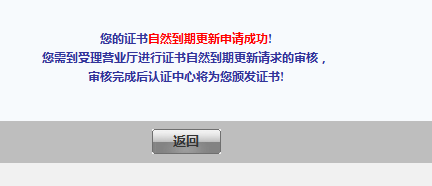 您的证书自然到期更新申请成功!
您需到受理营业厅进行证书自然到期更新请求的审核，
审核完成后认证中心将为您颁发证书!
返回